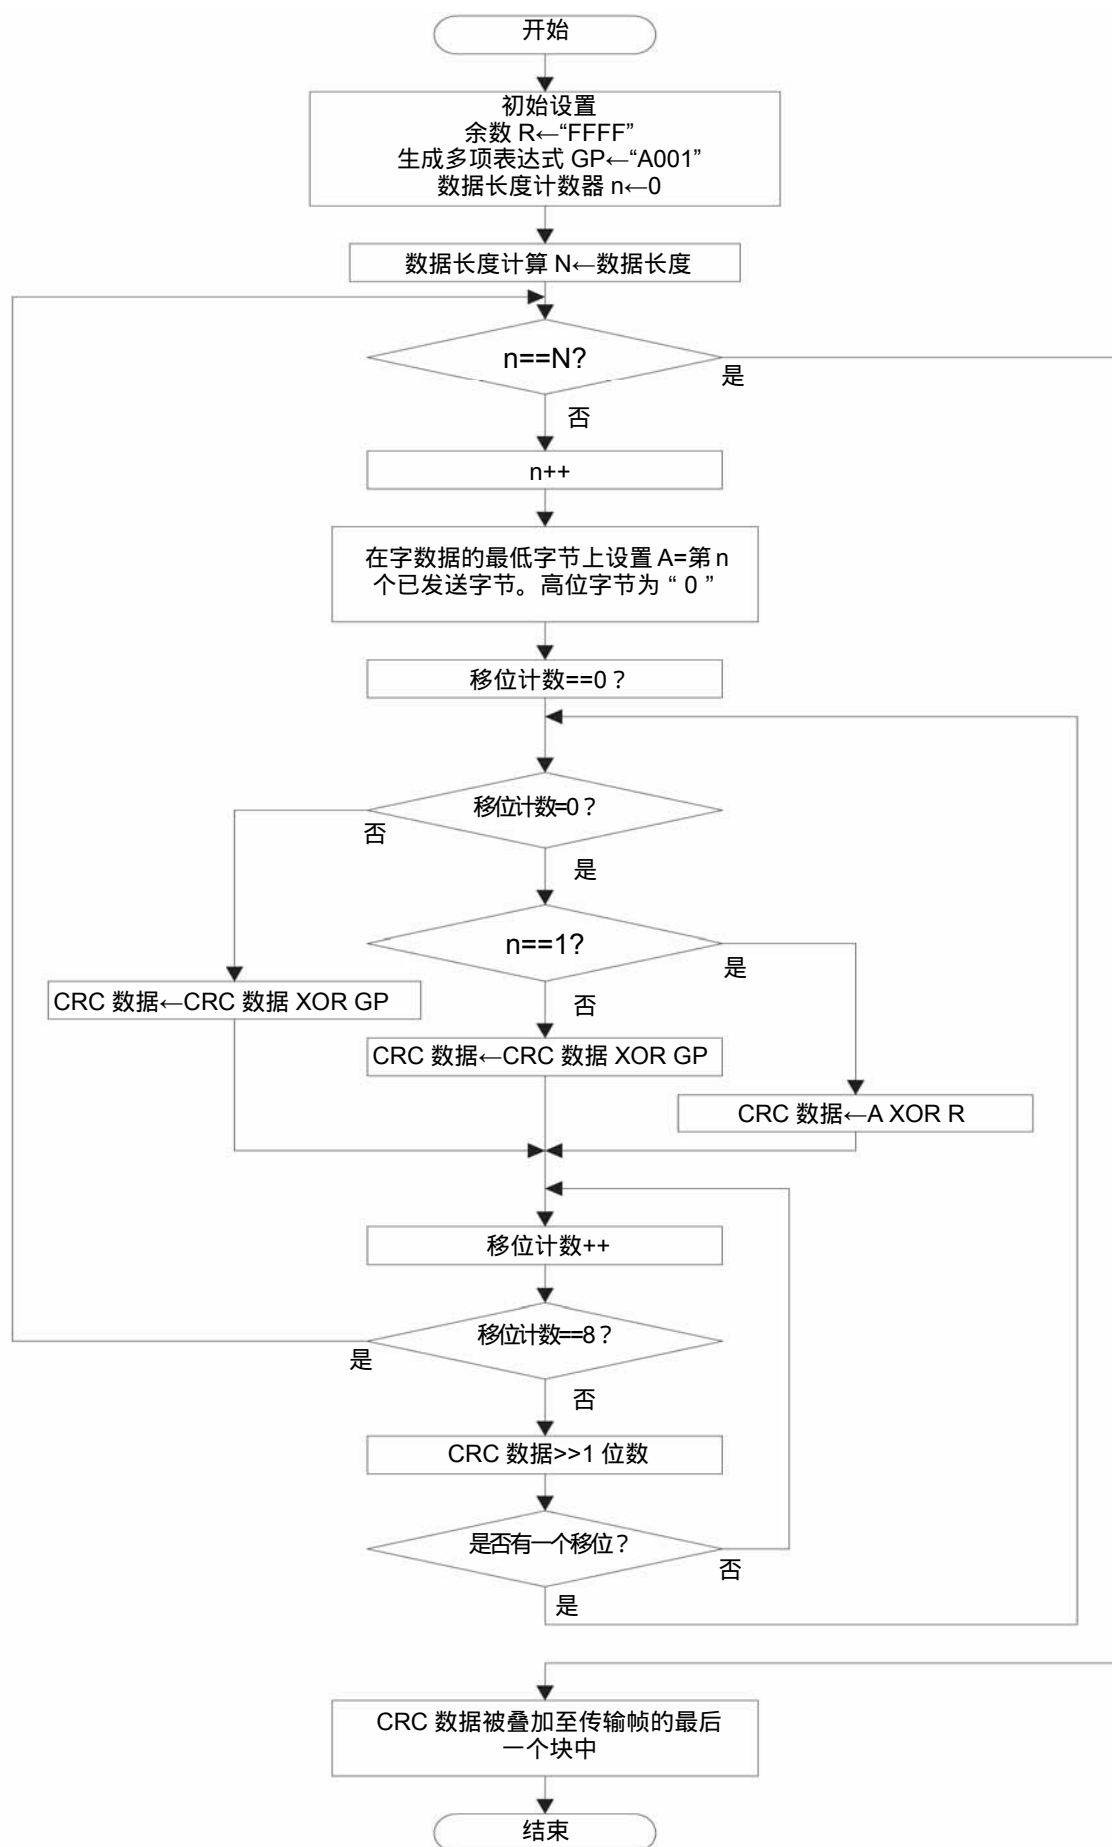 开始
初始设置
余数 R←“FFFF”
生成多项表达式 GP←“A001”
数据长度计数器 n←0
数据长度计算 N←数据长度
n==N?
是
否
n++
在字数据的最低字节上设置 A=第 n
个已发送字节。高位字节为“ 0 ”
移位计数==0？
移位计数=0？
否
是
n==1?
是
否
CRC 数据←CRC 数据 XOR GP
CRC 数据←CRC 数据 XOR GP
CRC 数据←A XOR R
移位计数++
移位计数==8？
是
否
CRC 数据>>1 位数
是否有一个移位？
否
是
CRC 数据被叠加至传输帧的最后
一个块中
结束